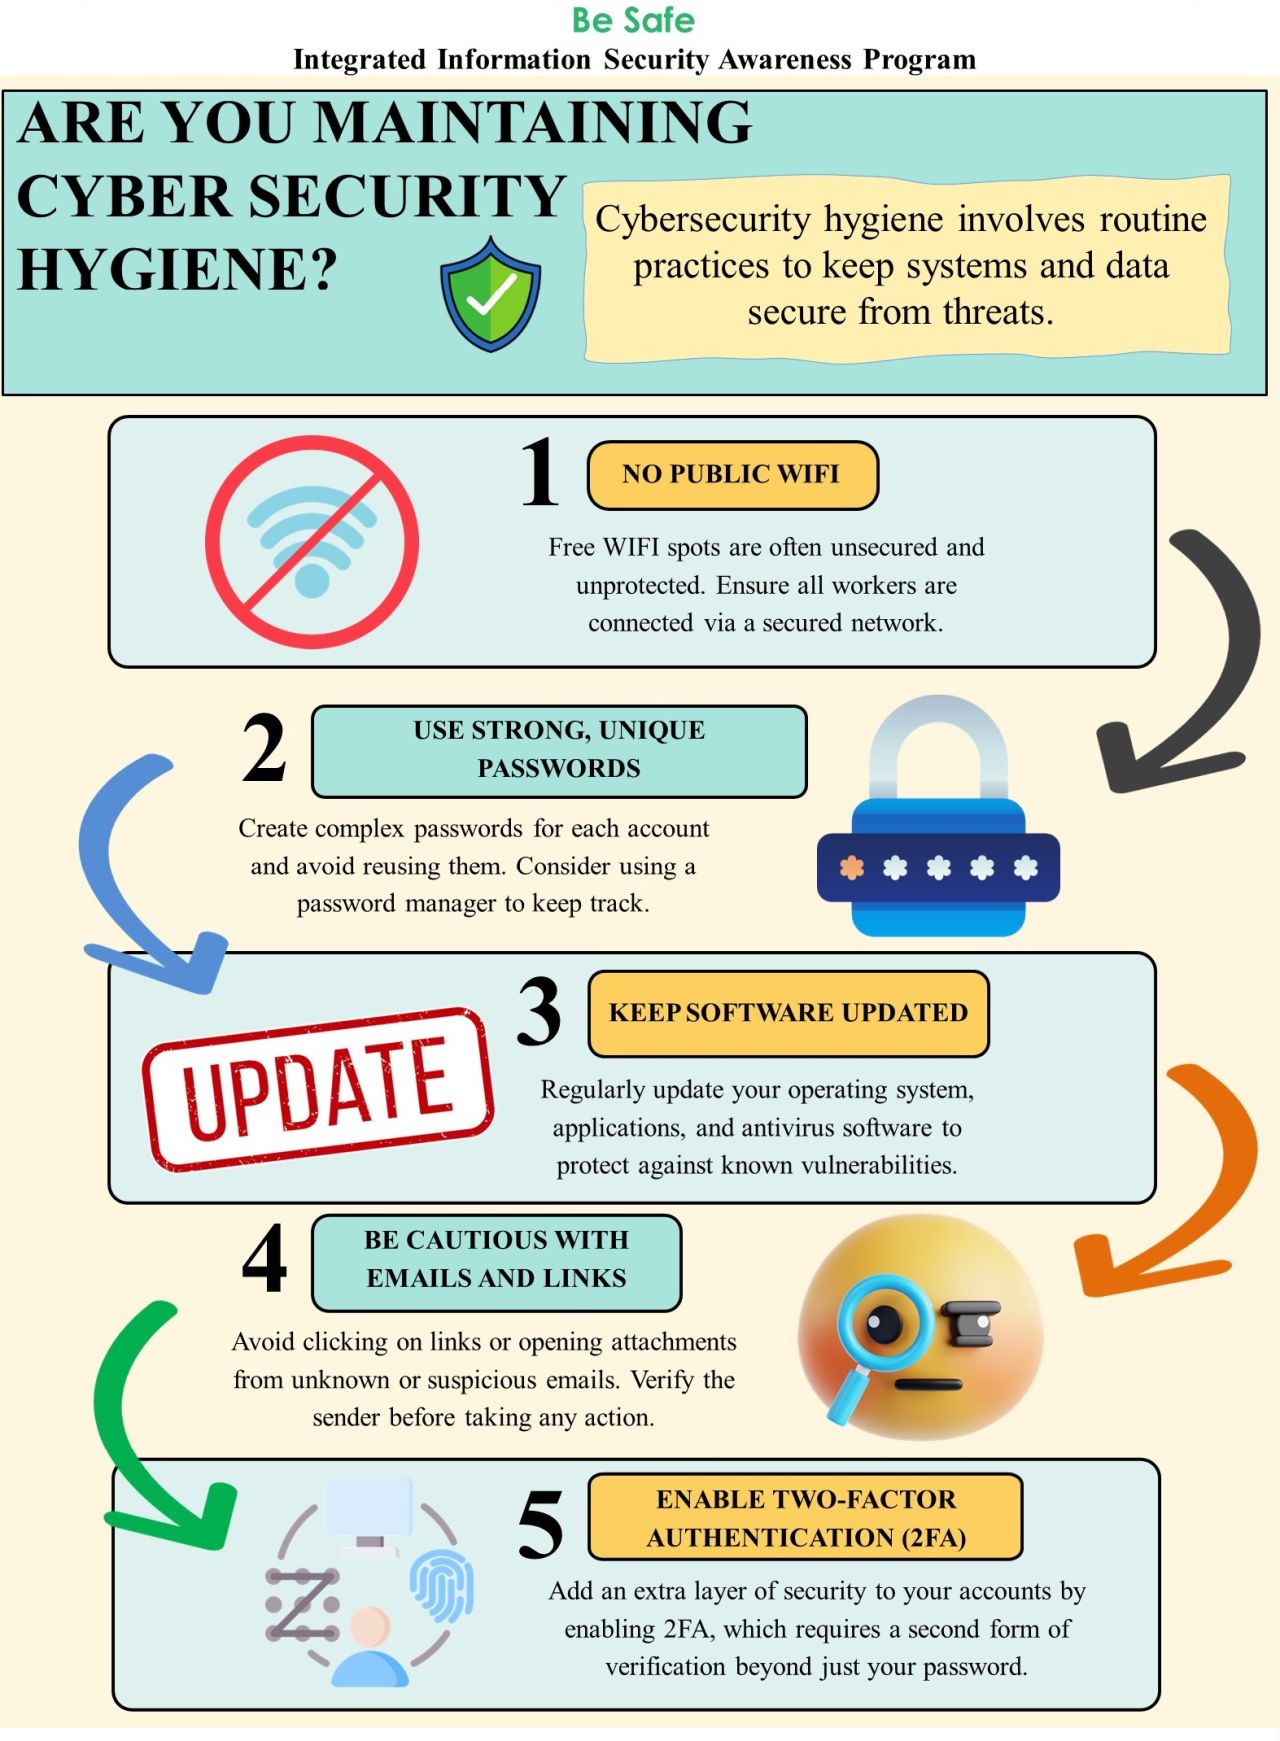 Be Safe
Integrated Information Security Awareness Program
ARE YOU MAINTAINING
CYBER SECURITY
HYGIENE?
Cybersecurity hygiene involves routine
practices to keep systems and data
secure from threats.
1
NO PUBLIC WIFI
Free WIFI spots are often unsecured and
unprotected. Ensure all workers are
connected via a secured network.
2
USE STRONG, UNIQUE
PASSWORDS
Create complex passwords for each account
and avoid reusing them. Consider using a
password manager to keep track.
UPDATE
3
KEEP SOFTWARE UPDATED
Regularly update your operating system,
applications, and antivirus software to
protect against known vulnerabilities.
4
BE CAUTIOUS WITH
EMAILS AND LINKS
Avoid clicking on links or opening attachments
from unknown or suspicious emails. Verify the
sender before taking any action.
5
ENABLE TWO-FACTOR
AUTHENTICATION (2FA)
Add an extra layer of security to your accounts by
enabling 2FA, which requires a second form of
verification beyond just your password.